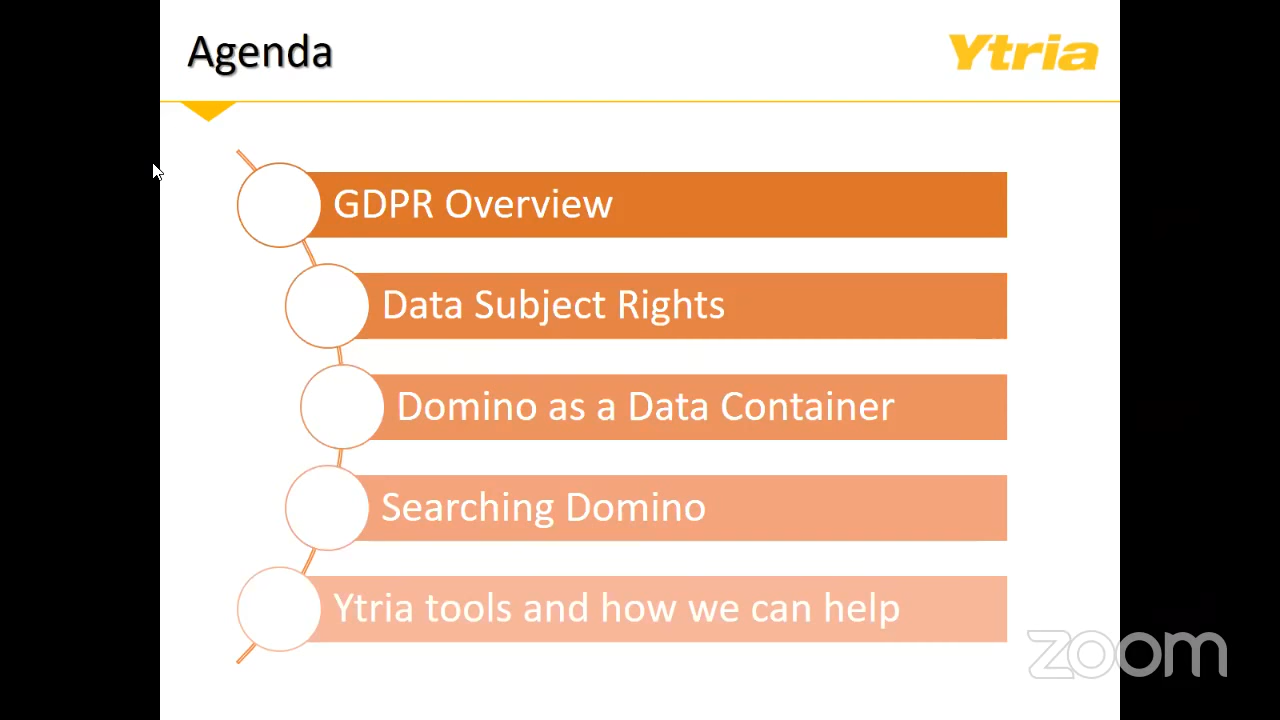 Agenda
Ytria
GDPR Overview
Data Subject Rights
Domino as a Data Container
Searching Domino
Ytria tools and how we can help
zoom